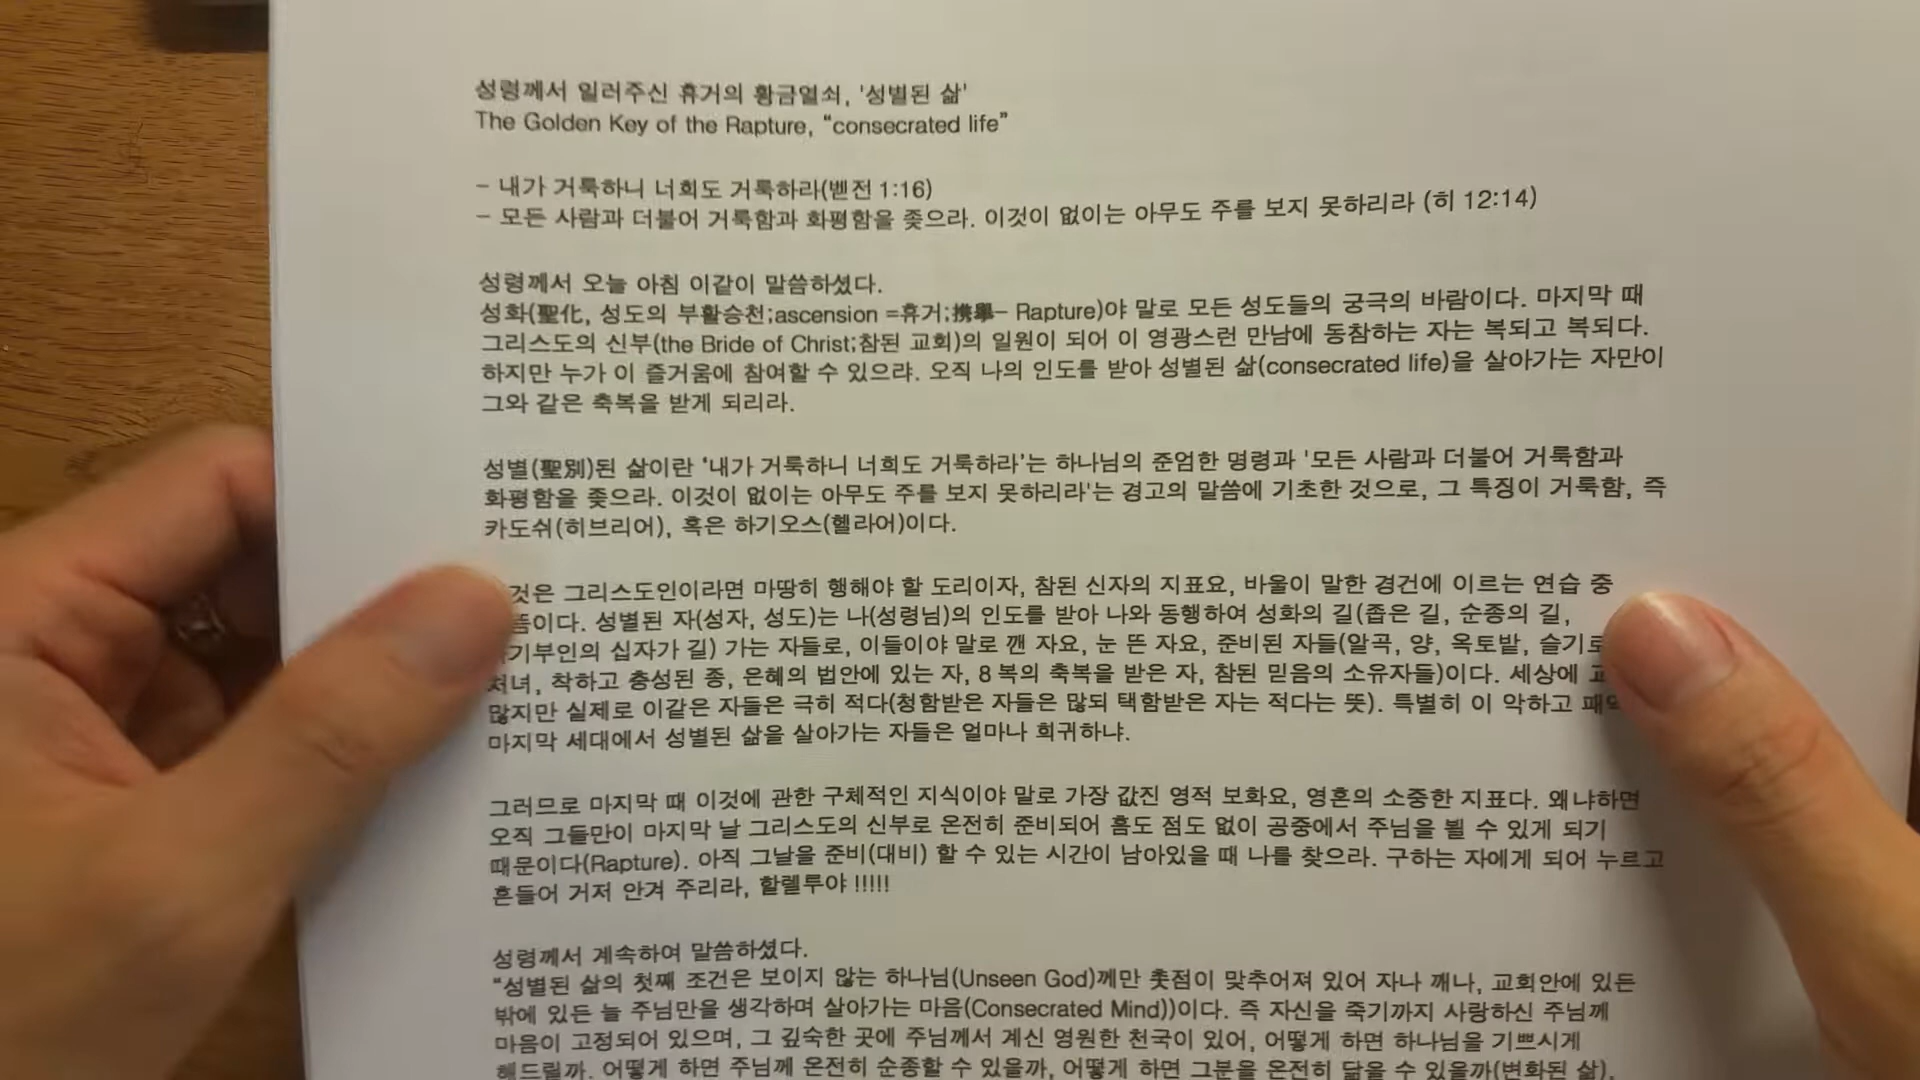 성령께서 일러주신 휴거의 황금열쇠, '성별된 삶'
The Golden Key of the Rapture, “consecrated life”
- 내가 거룩하니 너희도 거룩하라(벧전 1:16)
- 모든 사람과 더불어 거룩함과 화평함을 좇으라. 이것이 없이는 아무도 주를 보지 못하리라 (히 12:14)
성령께서 오늘 아침 이같이 말씀하셨다.
성화(聖化, 성도의 부활승천;ascension =휴거;携擧- Rapture)야 말로 모든 성도들의 궁극의 바람이다. 마지막 때
그리스도의 신부(the Bride of Christ;참된 교회)의 일원이 되어 이 영광스런 만남에 동참하는 자는 복되고 복되다.
하지만 누가 이 즐거움에 참여할 수 있으랴. 오직 나의 인도를 받아 성별된 삶(consecrated life)을 살아가는 자만이
그와 같은 축복을 받게 되리라.
성별(聖別)된 삶이란 '내가 거룩하니 너희도 거룩하라'는 하나님의 준엄한 명령과 '모든 사람과 더불어 거룩함과
화평함을 좇으라. 이것이 없이는 아무도 주를 보지 못하리라'는 경고의 말씀에 기초한 것으로, 그 특징이 거룩함, 즉
카도쉬(히브리어), 혹은 하기오스(헬라어)이다.
것은 그리스도인이라면 마땅히 행해야 할 도리이자, 참된 신자의 지표요, 바울이 말한 경건에 이르는 연습 중
뜸이다. 성별된 자(성자, 성도)는 나(성령님)의 인도를 받아 나와 동행하여 성화의 길(좁은 길, 순종의 길,
기부인의 십자가 길) 가는 자들로, 이들이야 말로 깬 자요, 눈 뜬 자요, 준비된 자들(알곡, 양, 옥토밭, 슬기로
처녀, 착하고 충성된 종, 은혜의 법안에 있는 자, 8 복의 축복을 받은 자, 참된 믿음의 소유자들)이다. 세상에
많지만 실제로 이같은 자들은 극히 적다(청함받은 자들은 많되 택함받은 자는 적다는 뜻). 특별히 이 악하고
마지막 세대에서 성별된 삶을 살아가는 자들은 얼마나 희귀하냐.
그러므로 마지막 때 이것에 관한 구체적인 지식이야 말로 가장 값진 영적 보화요, 영혼의 소중한 지표다. 왜냐하면
오직 그들만이 마지막 날 그리스도의 신부로 온전히 준비되어 흠도 점도 없이 공중에서 주님을 뵐 수 있게 되기
때문이다(Rapture). 아직 그날을 준비(대비) 할 수 있는 시간이 남아있을 때 나를 찾으라. 구하는 자에게 되어 누르고
흔들어 거저 안겨 주리라, 할렐루야 !!!!!
성령께서 계속하여 말씀하셨다.
“성별된 삶의 첫째 조건은 보이지 않는 하나님(Unseen God)께만 촛점이 맞추어져 있어 자나 깨나, 교회안에 있든
밖에 있든 늘 주님만을 생각하며 살아가는 마음(Consecrated Mind))이다. 즉 자신을 죽기까지 사랑하신 주님께
마음이 고정되어 있으며, 그 깊숙한 곳에 주님께서 계신 영원한 천국이 있어, 어떻게 하면 하나님을 기쁘시게
해드릴까, 어떻게 하면 주님께 온전히 순종할 수 있을까, 어떻게 하면 그분을 온전히 닮을 수 있을까(변화된 삶),